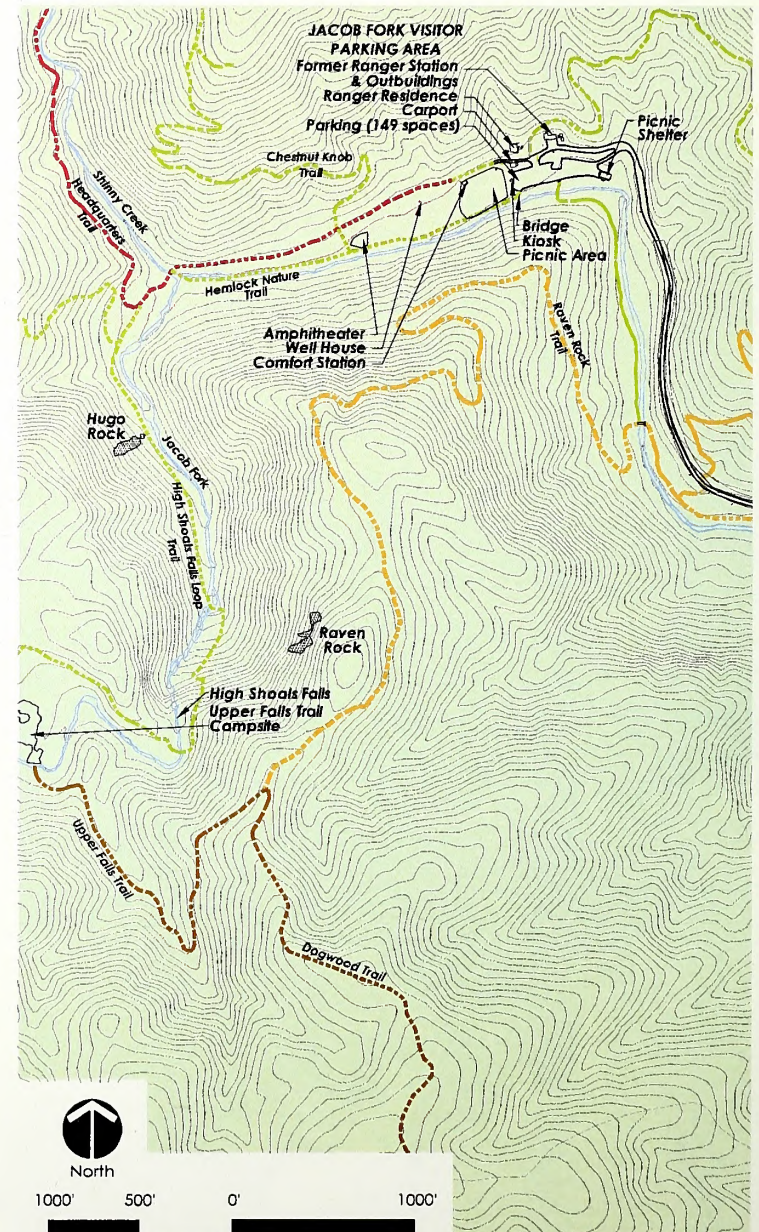 JACOB FORK VISITOR
PARKING AREA
Former Ranger Station
& Outbuildings
Ranger Residence
Carport
Parking (149 spaces)
Picnic
Shelter
Chestnut Knob
Trail
Shinny Creek
Headquarters
Trail
Bridge
Kiosk
Picnic Area
Hemlock Nature
Trail
Raven Rock
Trail
Amphitheater
Well House
Comfort Station
Hugo
Rock
Jacob Fork
High Shoals Falls Loop
Trail
Raven
Rock
High Shoals Falls
Upper Falls Trail
Campsite
Upper Falls Trail
Dogwood Trail
North
1000' 500' 0' 1000'